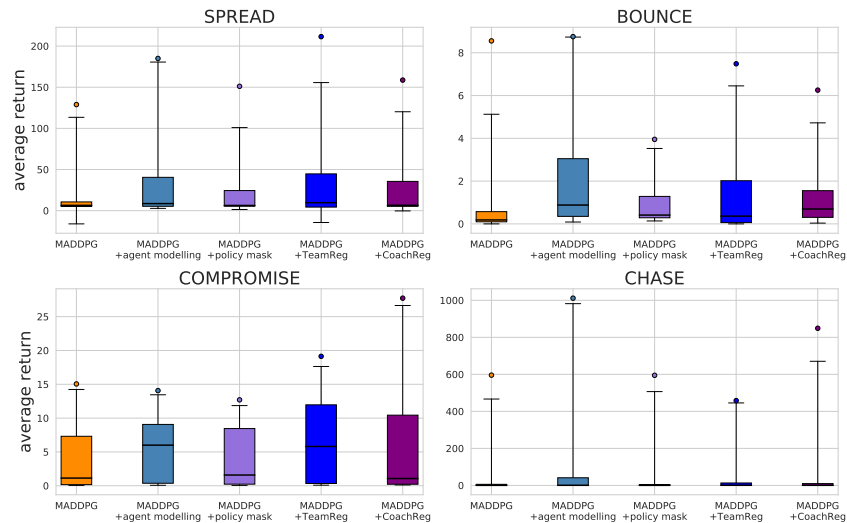 SPREAD
BOUNCE
average return
200
150
100
50
0
8
6
4
2
0
MADDPG
MADDPG
+agent modelling
MADDPG
+policy mask
MADDPG
+TeamReg
MADDPG
+CoachReg
MADDPG
MADDPG
+agent modelling
MADDPG
+policy mask
MADDPG
+TeamReg
MADDPG
+CoachReg
COMPROMISE
CHASE
average return
25
20
15
10
5
0
1000
800
600
400
200
0
MADDPG
MADDPG
+agent modelling
MADDPG
+policy mask
MADDPG
+TeamReg
MADDPG
+CoachReg
MADDPG
MADDPG
+agent modelling
MADDPG
+policy mask
MADDPG
+TeamReg
MADDPG
+CoachReg